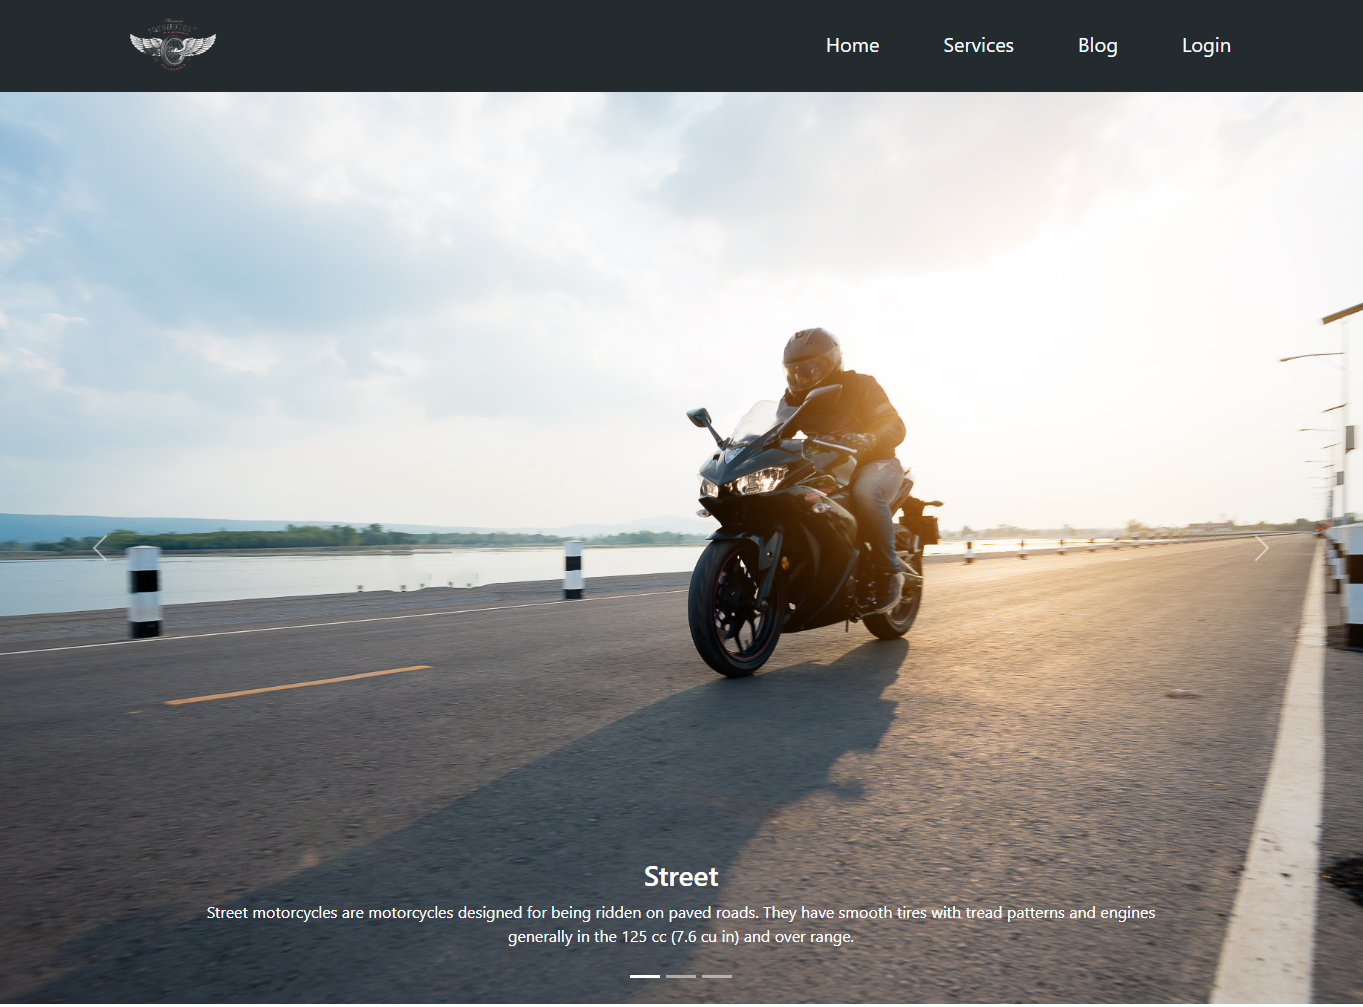 Home
Services
Blog
Login
Street
Street motorcycles are motorcycles designed for being ridden on paved roads. They have smooth tires with tread patterns and engines
generally in the 125 cc (7.6 cu in) and over range.